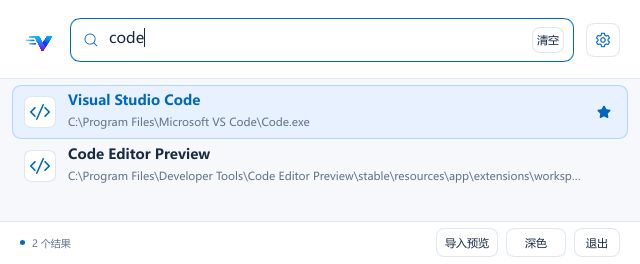 code
清空
Visual Studio Code
C:\Program Files\Microsoft VS Code\Code.exe
Code Editor Preview
C:\Program Files\Developer Tools\Code Editor Preview\stable\resources\app\extensions\worksp...
2 个结果
导入预览
深色
退出